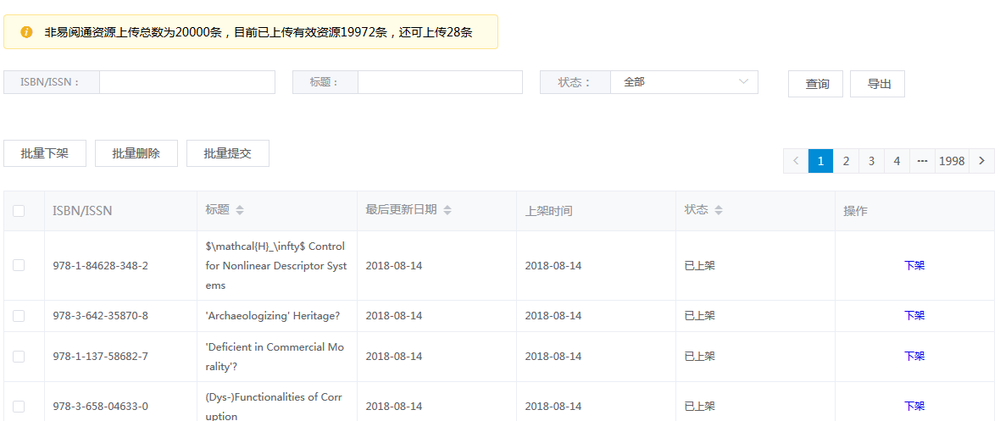 非易阅通资源上传总数为20000条，目前已上传有效资源19972条，还可上传28条
ISBN/ISSN：
标题：
状态：
全部
查询
导出
批量下架
批量删除
批量提交
1
2
3
4
···
1998
ISBN/ISSN
标题
最后更新日期
上架时间
状态
操作
978-1-84628-348-2
$\mathcal{H}_\infty$ Control
for Nonlinear Descriptor Syst
ems
2018-08-14
2018-08-14
已上架
下架
978-3-642-35870-8
'Archaeologizing' Heritage?
2018-08-14
2018-08-14
已上架
下架
978-1-137-58682-7
'Deficient in Commercial Mo
rality'?
2018-08-14
2018-08-14
已上架
下架
978-3-658-04633-0
(Dys-)Functionalities of Corr
uption
2018-08-14
2018-08-14
已上架
下架